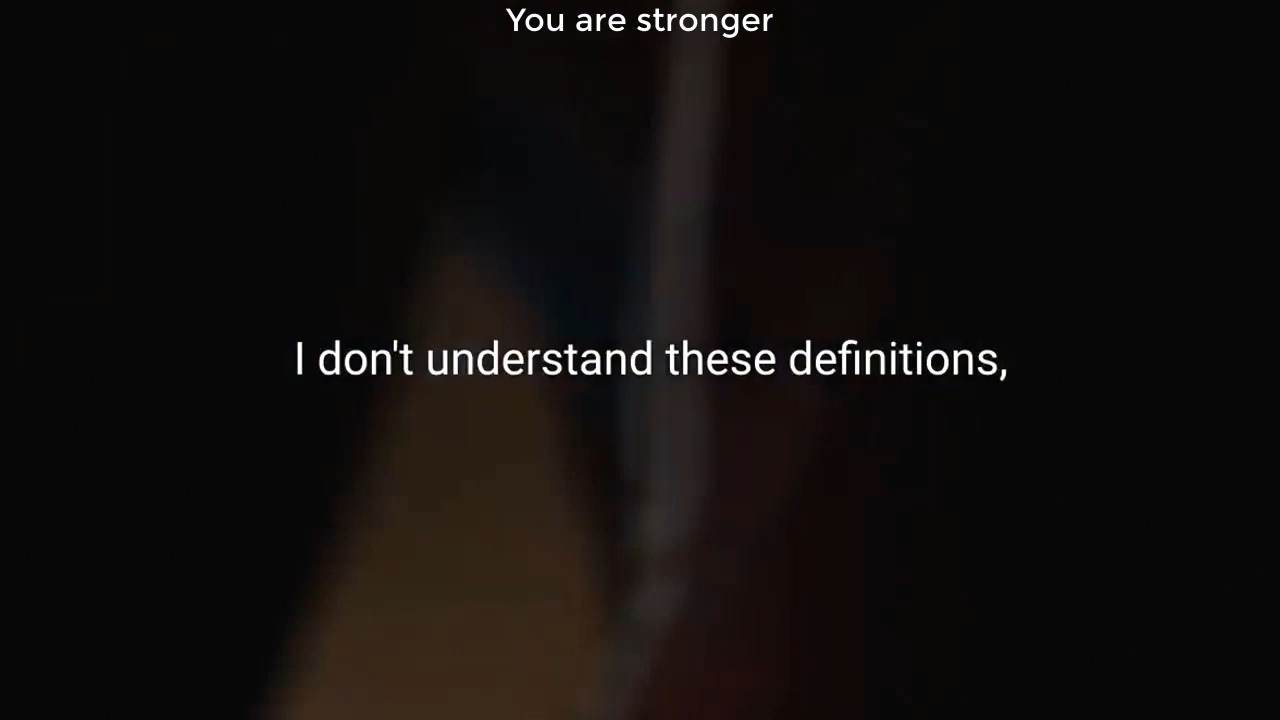 You are stronger
I don't understand these definitions,